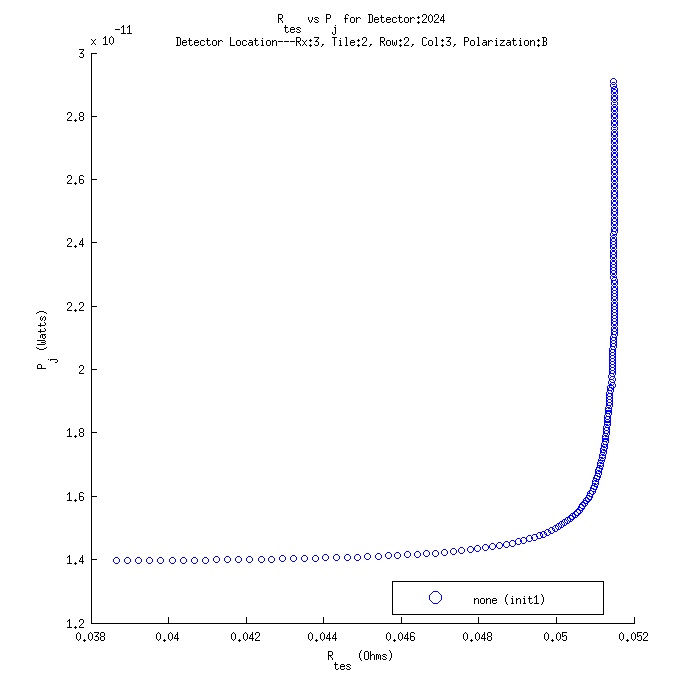 R_tes vs P_j for Detector:2024
Detector Location---Rx:3, Tile:2, Row:2, Col:3, Polarization:B
x 10^-11
3
2.8
2.6
2.4
2.2
2
1.8
1.6
1.4
1.2
P_j (Watts)
none (init1)
0.038 0.04 0.042 0.044 0.046 0.048 0.05 0.052
R_tes (Ohms)